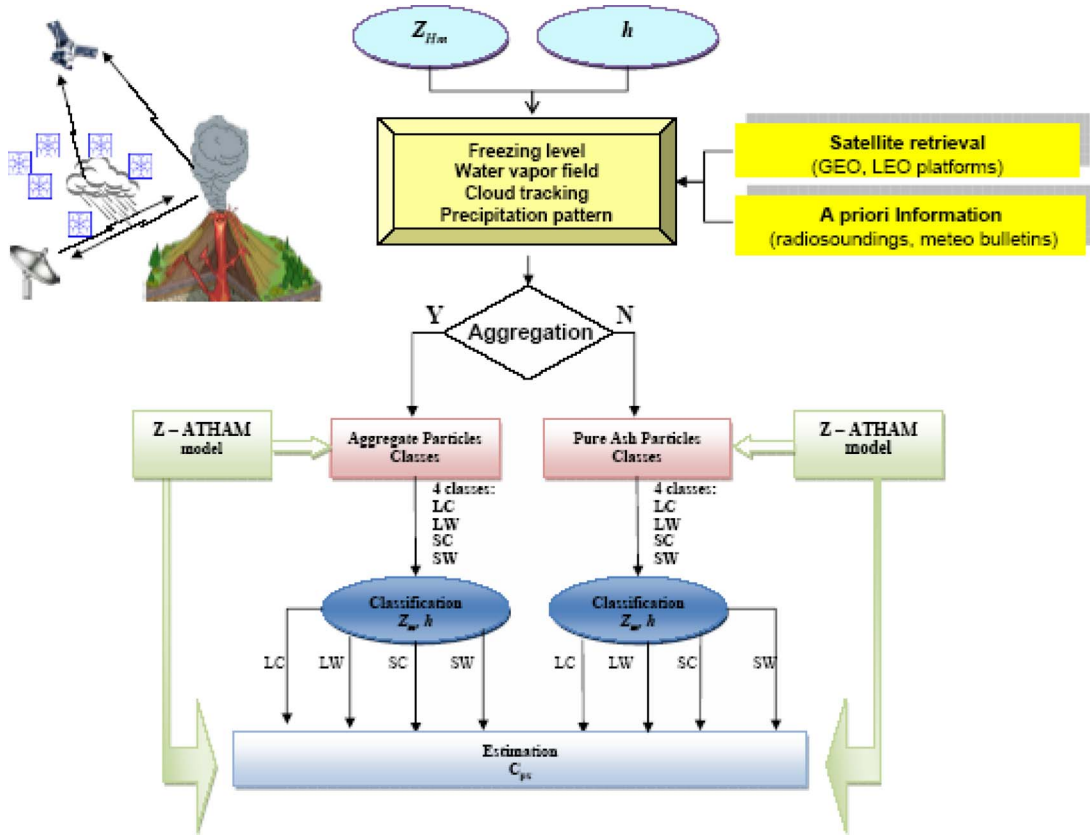 Z_Hm
h
Freezing level
Water vapor field
Cloud tracking
Precipitation pattern
Satellite retrieval
(GEO, LEO platforms)
A priori Information
(radiosoundings, meteo bulletins)
Y
Aggregation
N
Z – ATHAM
model
Aggregate Particles
Classes
Pure Ash Particles
Classes
Z – ATHAM
model
4 classes:
LC
LW
SC
SW
4 classes:
LC
LW
SC
SW
Classification
Z_m, h
Classification
Z_m, h
LC
LW
SC
SW
LC
LW
SC
SW
Estimation